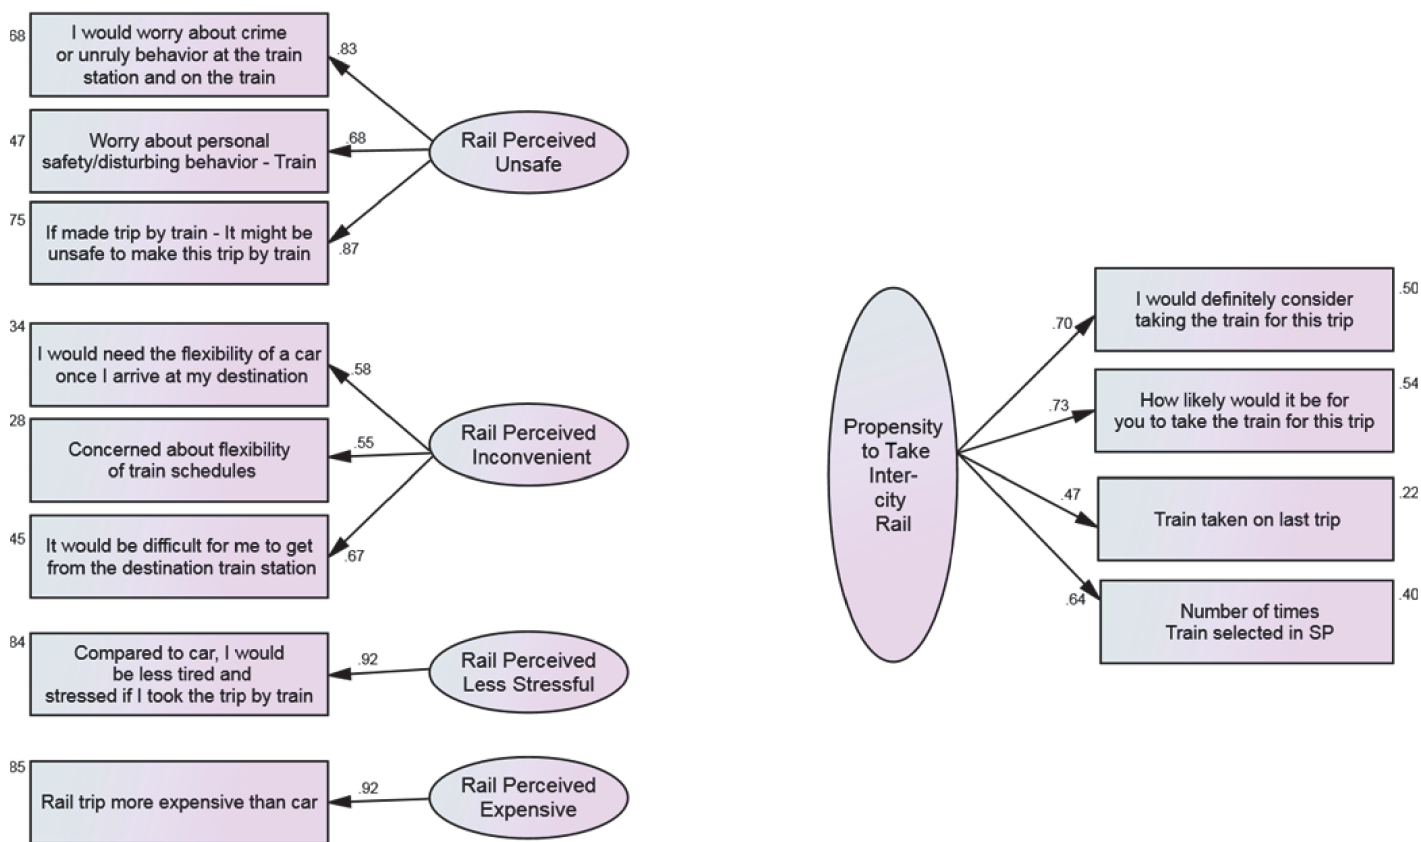 68
I would worry about crime
or unruly behavior at the train
station and on the train
.83
47
Worry about personal
safety/disturbing behavior - Train
.68
75
If made trip by train - It might be
unsafe to make this trip by train
.87
Rail Perceived
Unsafe
34
I would need the flexibility of a car
once I arrive at my destination
.58
28
Concerned about flexibility
of train schedules
.55
45
It would be difficult for me to get
from the destination train station
.67
Rail Perceived
Inconvenient
84
Compared to car, I would
be less tired and
stressed if I took the trip by train
.92
Rail Perceived
Less Stressful
85
Rail trip more expensive than car
.92
Rail Perceived
Expensive
Propensity
to Take
Inter-
city
Rail
.70
I would definitely consider
taking the train for this trip
.50
.73
How likely would it be for
you to take the train for this trip
.54
.47
Train taken on last trip
.22
.64
Number of times
Train selected in SP
.40